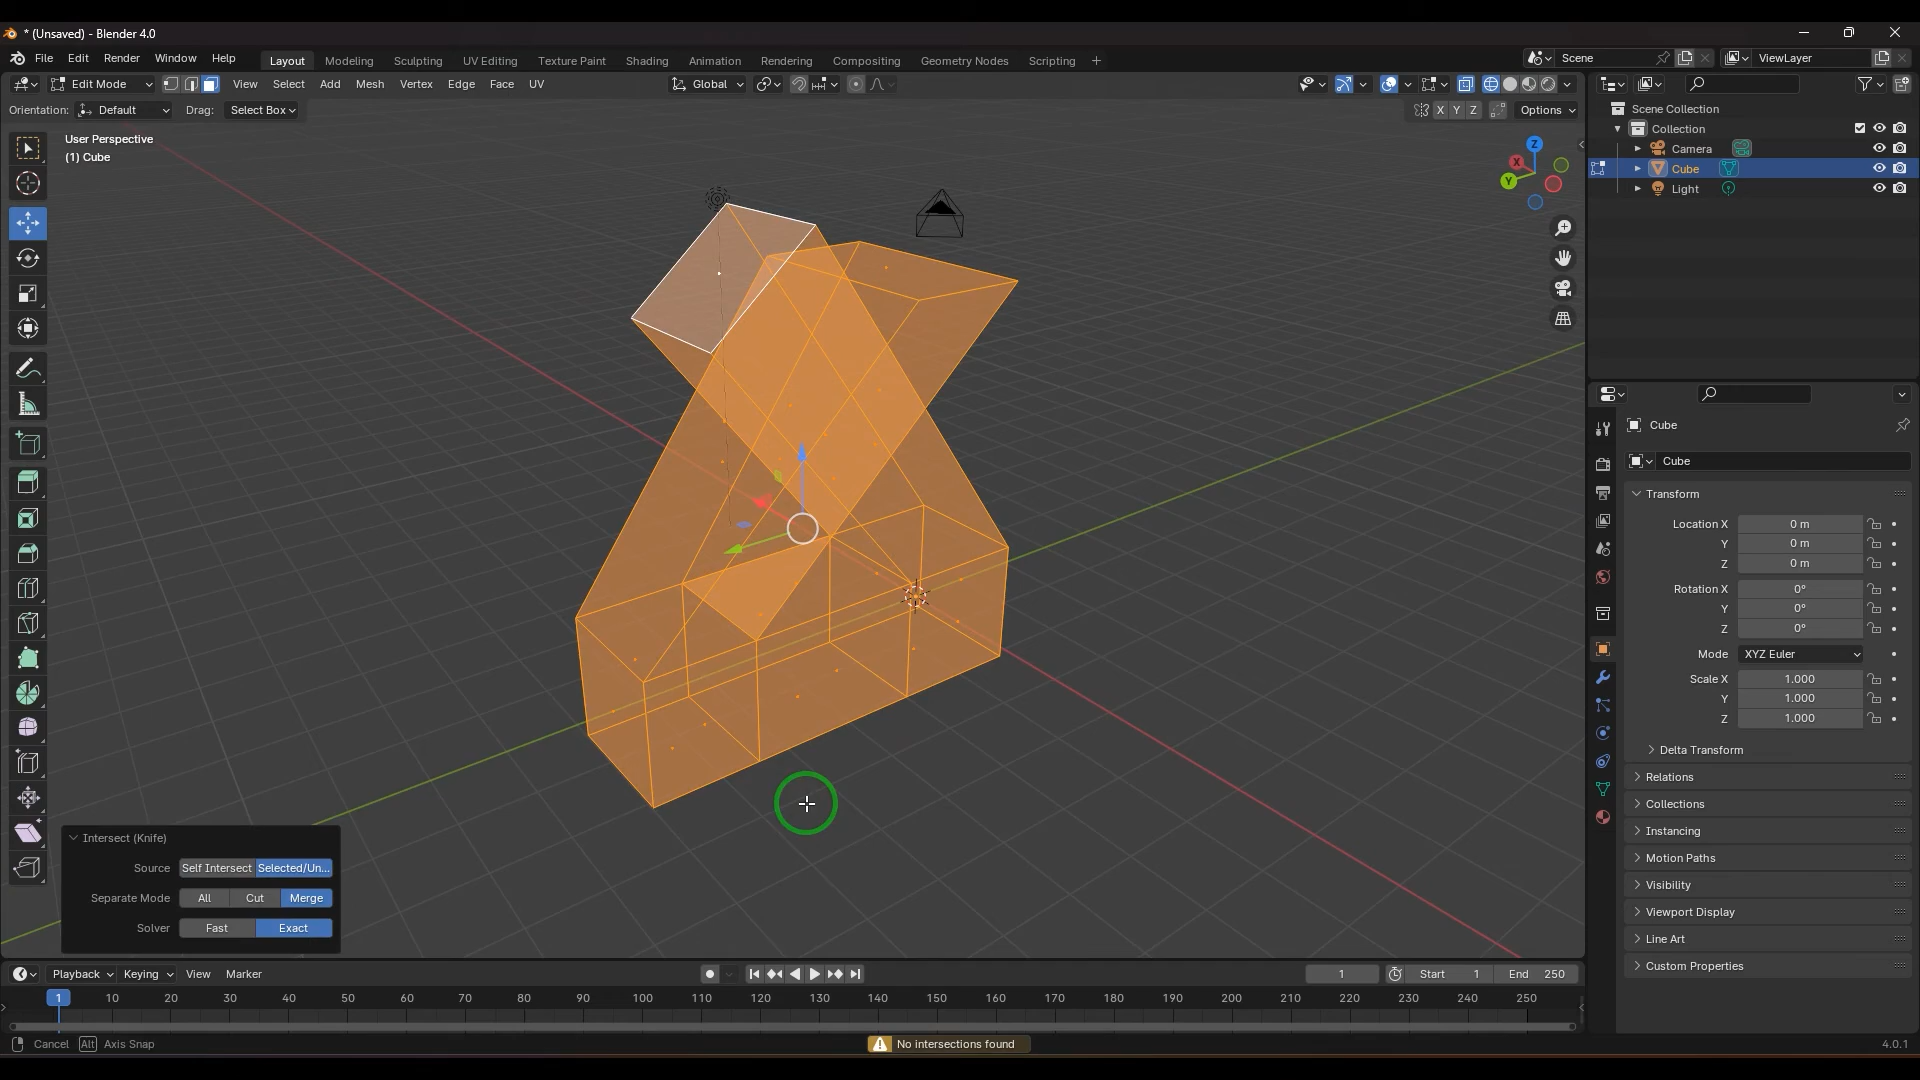 * (Unsaved) - Blender 4.0
File Edit Render Window Help Layout Modeling Sculpting UV Editing Texture Paint Shading Animation Rendering Compositing Geometry Nodes Scripting + Scene ViewLayer
Edit Mode View Select Add Mesh Vertex Edge Face UV Global
Orientation: Default Drag: Select Box X Y Z Options
User Perspective
(1) Cube
Z
X
Y
Scene Collection
Collection
Camera
Cube
Light
Cube
Cube
Transform
Location X 0 m
Y 0 m
Z 0 m
Rotation X 0°
Y 0°
Z 0°
Mode XYZ Euler
Scale X 1.000
Y 1.000
Z 1.000
Delta Transform
Relations
Collections
Instancing
Motion Paths
Visibility
Viewport Display
Line Art
Custom Properties
Intersect (Knife)
Source Self Intersect Selected/Un...
Separate Mode All Cut Merge
Solver Fast Exact
Playback Keying View Marker 1 Start 1 End 250
1 10 20 30 40 50 60 70 80 90 100 110 120 130 140 150 160 170 180 190 200 210 220 230 240 250
Cancel Alt Axis Snap No intersections found 4.0.1